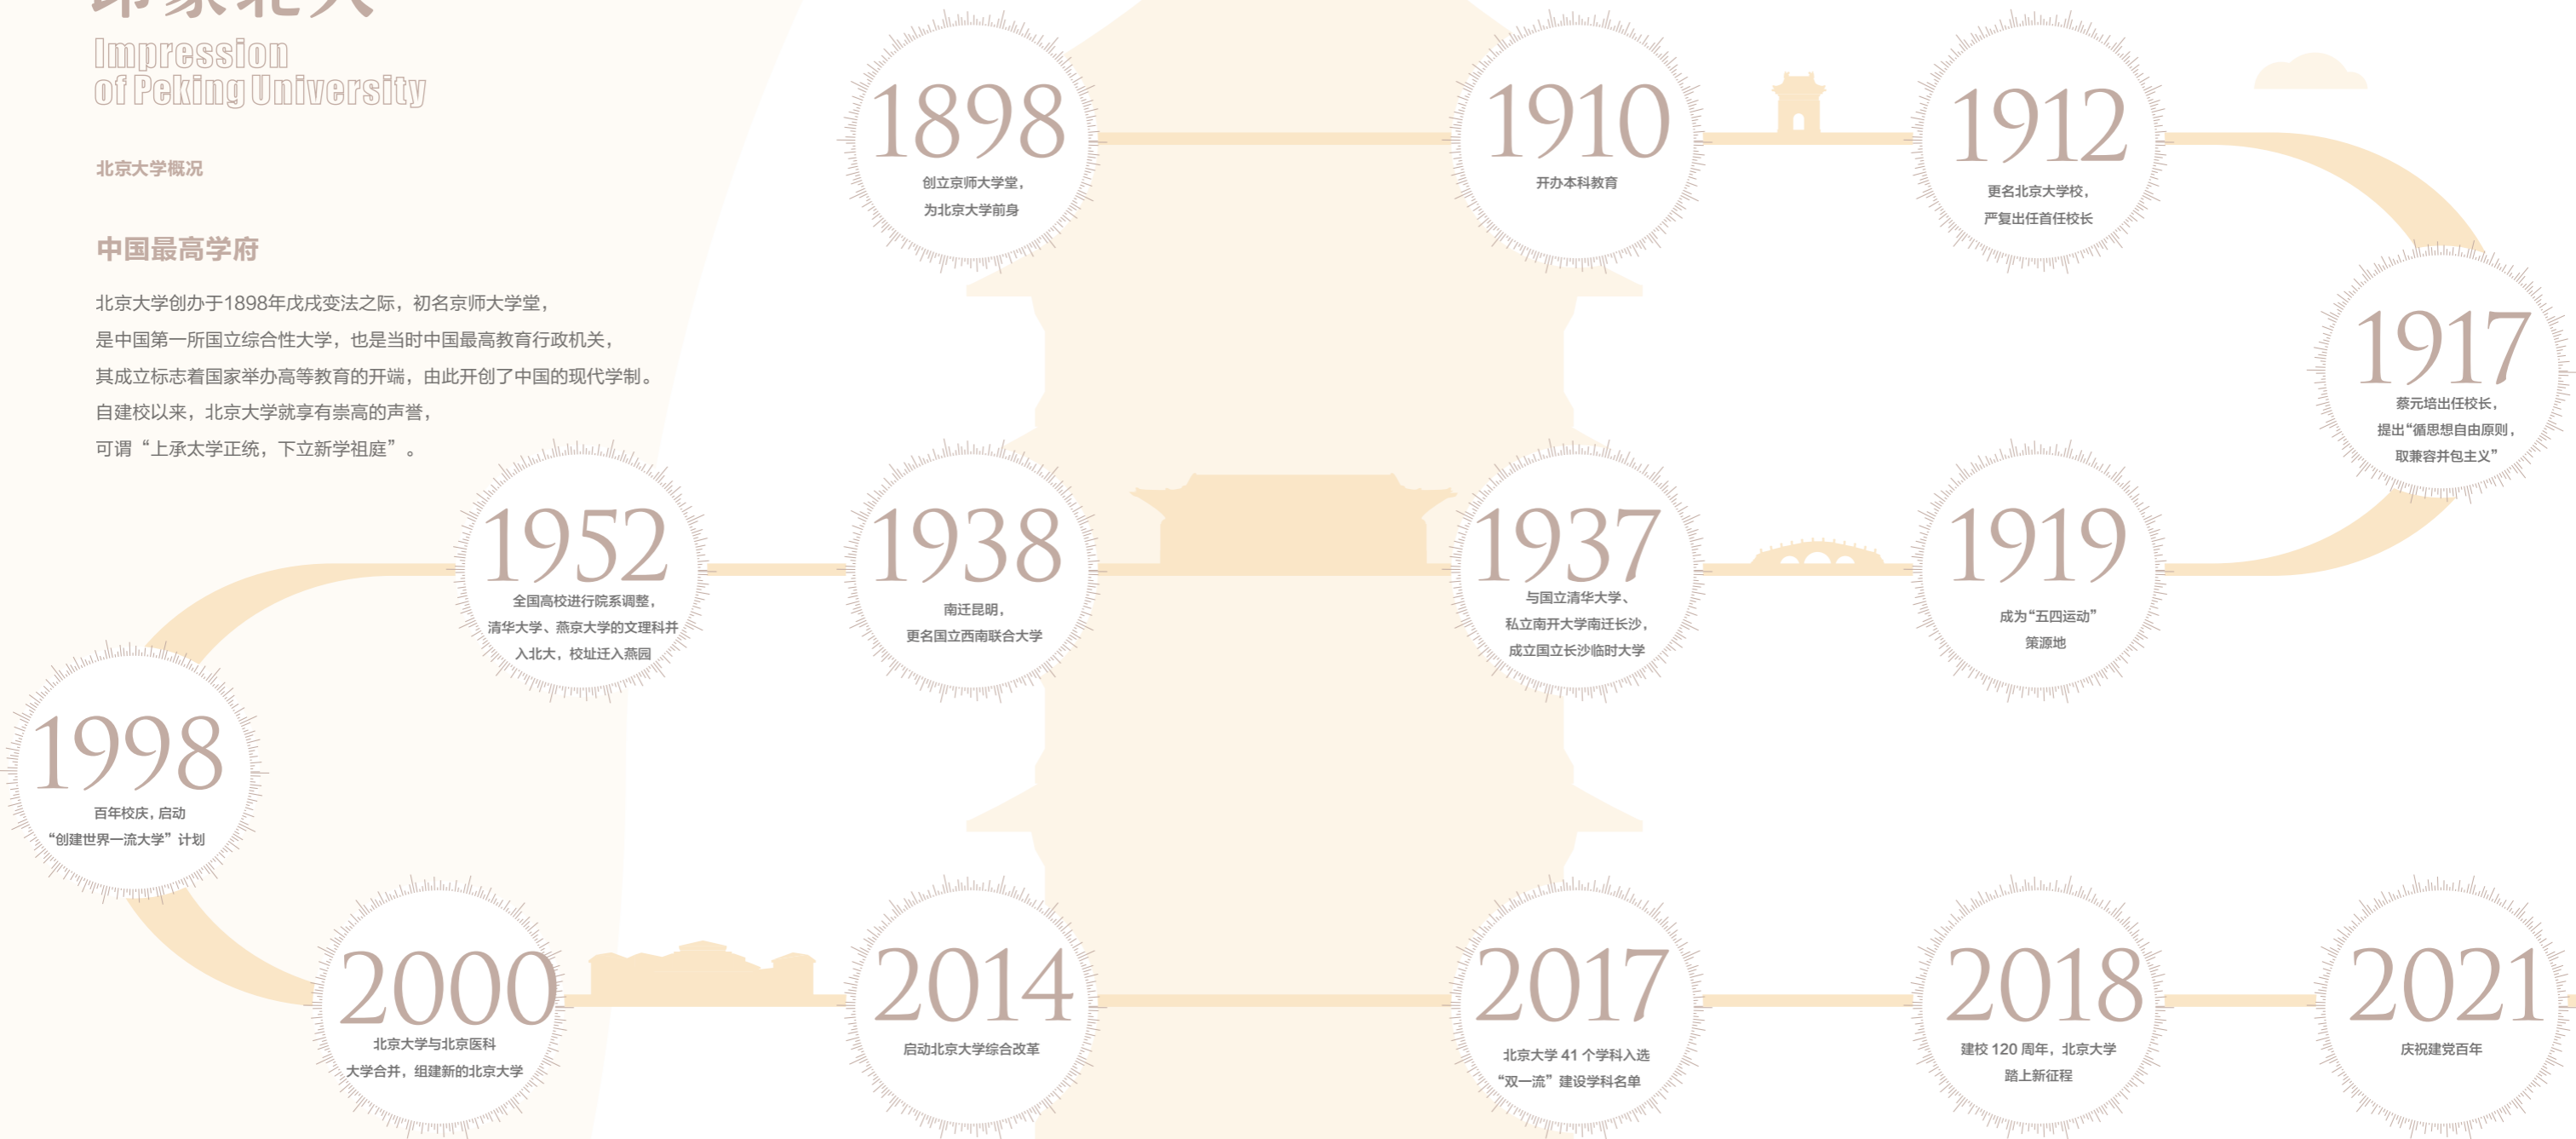 印象北大
Impression
of Peking University
北京大学概况
中国最高学府
北京大学创办于1898年戊戌变法之际，初名京师大学堂，
是中国第一所国立综合性大学，也是当时中国最高教育行政机关，
其成立标志着国家举办高等教育的开端，由此开创了中国的现代学制。
自建校以来，北京大学就享有崇高的声誉，
可谓“上承太学正统，下立新学祖庭”。
1898
创立京师大学堂，
为北京大学前身
1910
开办本科教育
1912
更名北京大学校，
严复出任首任校长
1917
蔡元培出任校长，
提出“循思想自由原则，
取兼容并包主义”
1919
成为“五四运动”
策源地
1937
与国立清华大学、
私立南开大学南迁长沙，
成立国立长沙临时大学
1938
南迁昆明，
更名国立西南联合大学
1952
全国高校进行院系调整，
清华大学、燕京大学的文理科并
入北大，校址迁入燕园
1998
百年校庆，启动
“创建世界一流大学”计划
2000
北京大学与北京医科
大学合并，组建新的北京大学
2014
启动北京大学综合改革
2017
北京大学 41 个学科入选
“双一流”建设学科名单
2018
建校 120 周年，北京大学
踏上新征程
2021
庆祝建党百年